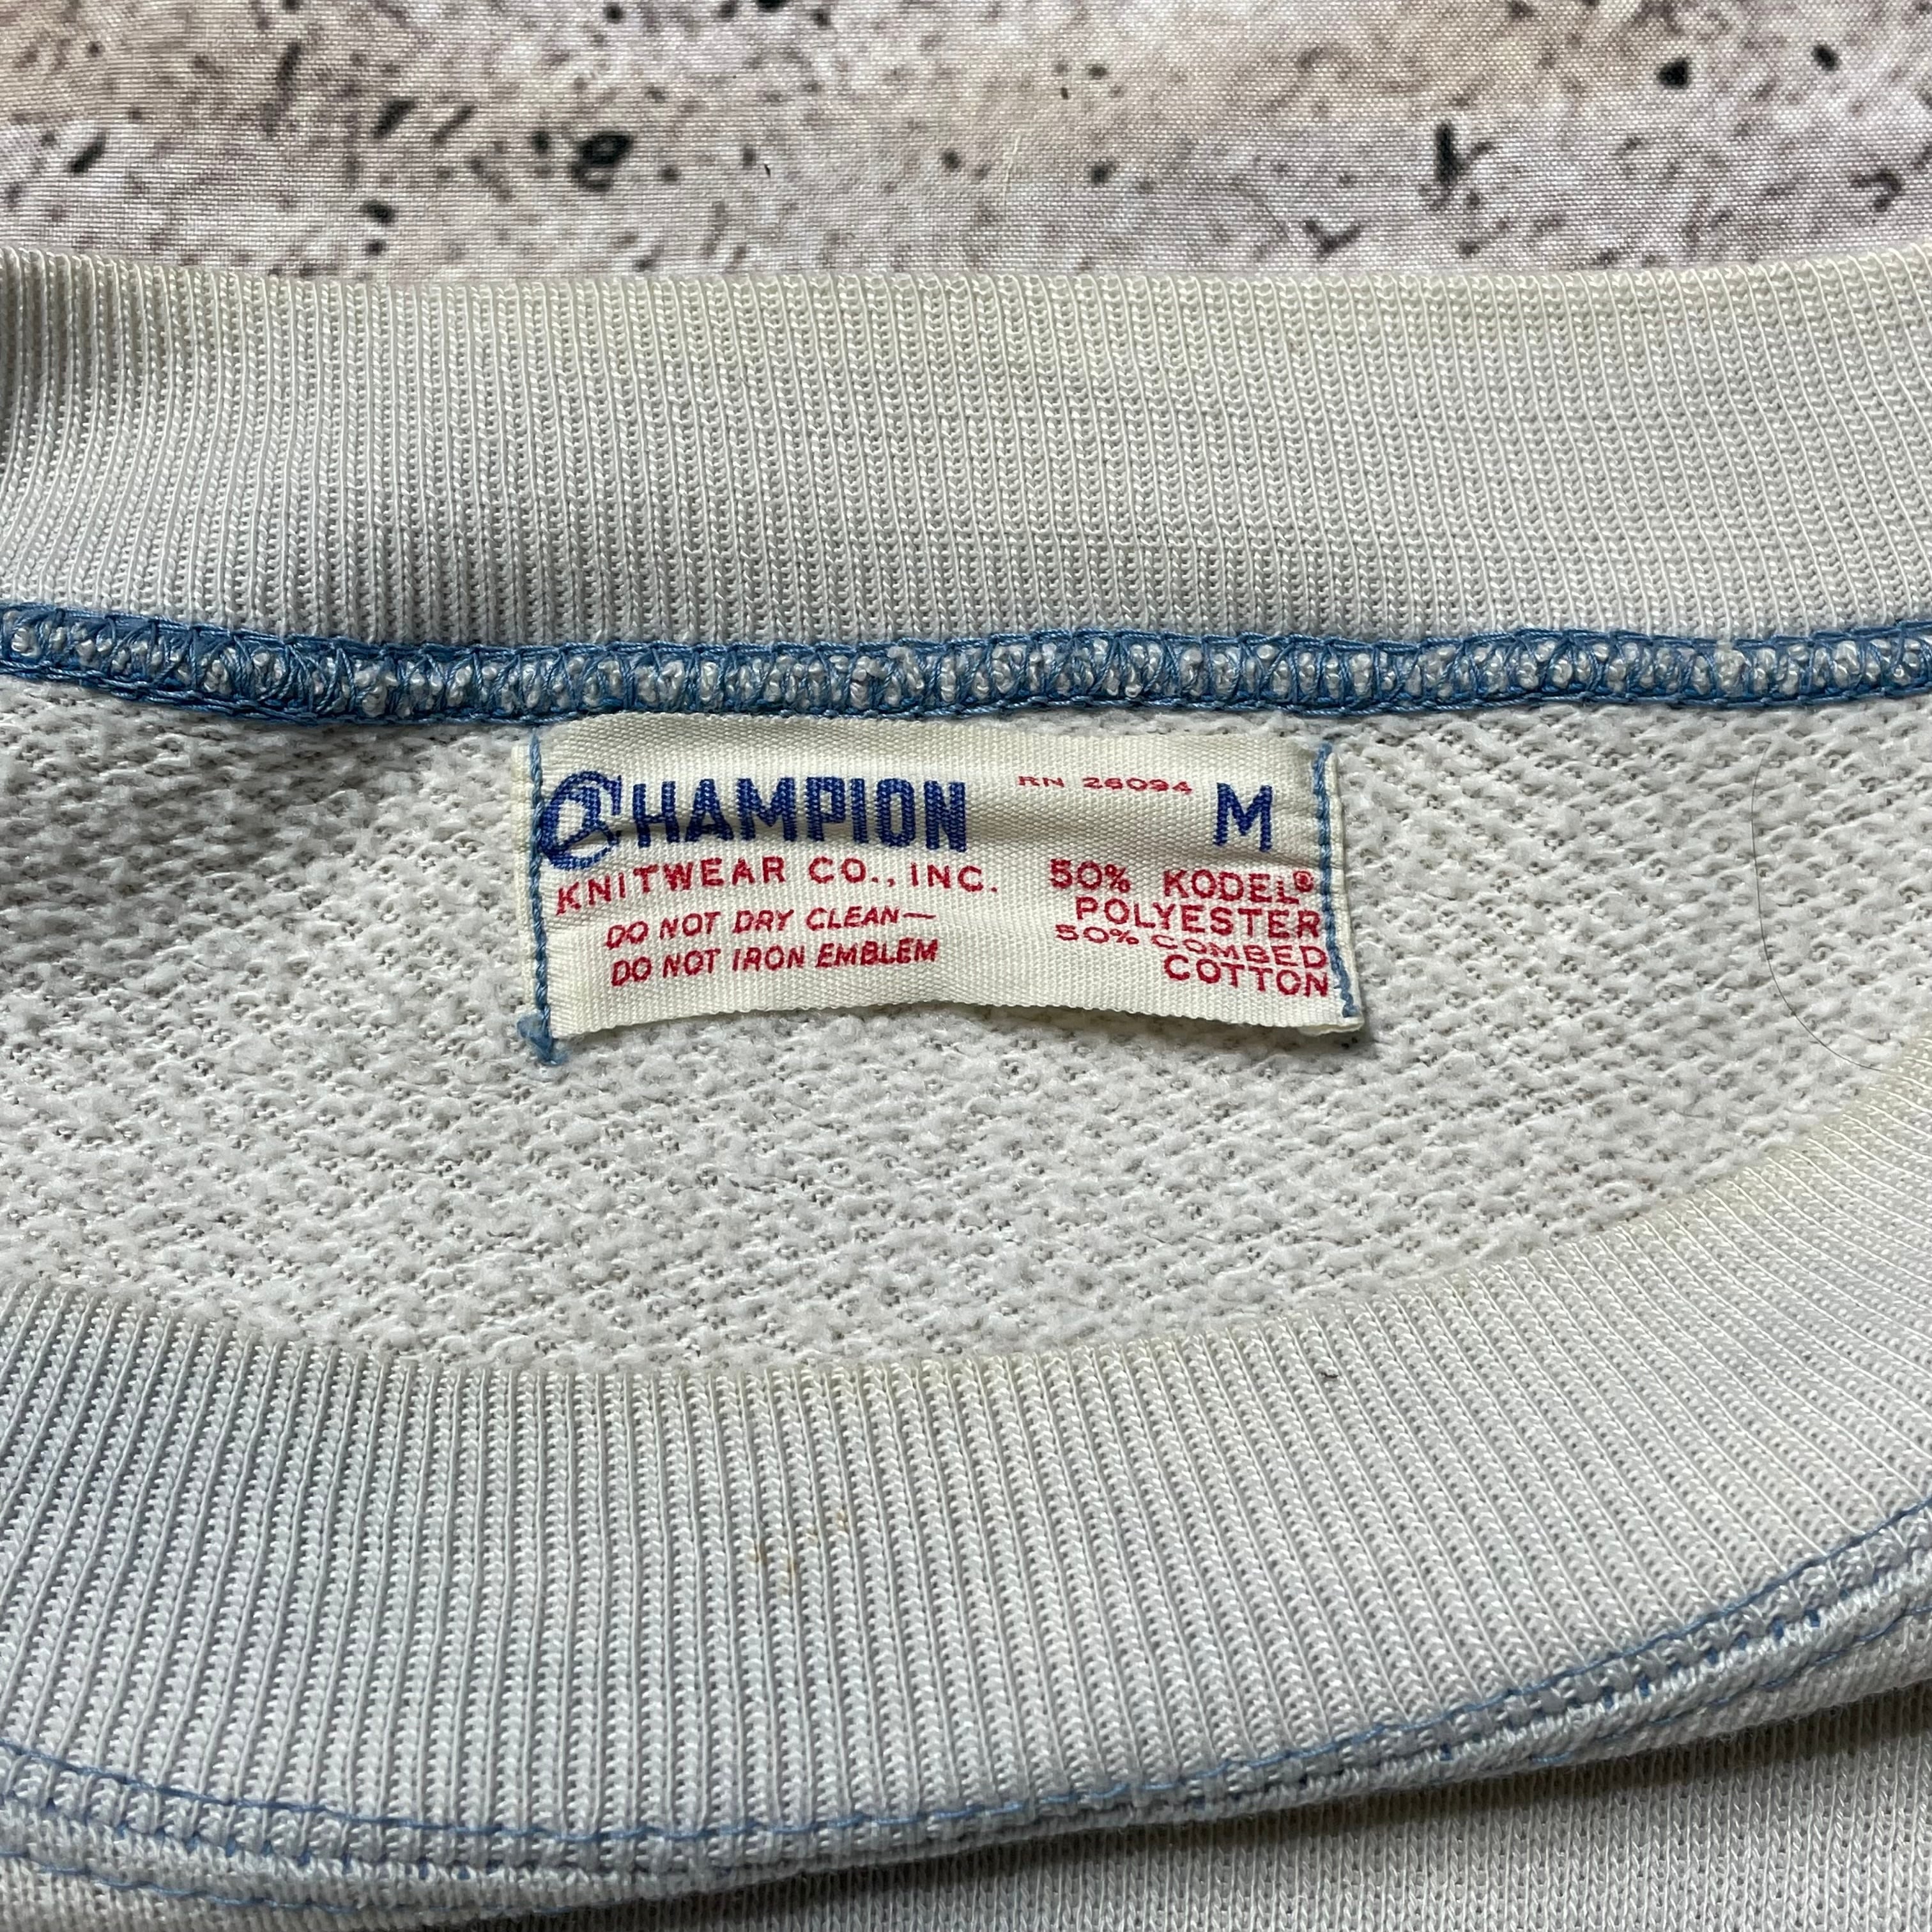 CHAMPION RN 26094 M
KNITWEAR CO., INC.
DO NOT DRY CLEAN—
DO NOT IRON EMBLEM
50% KODEL®
POLYESTER
50% COMBED
COTTON